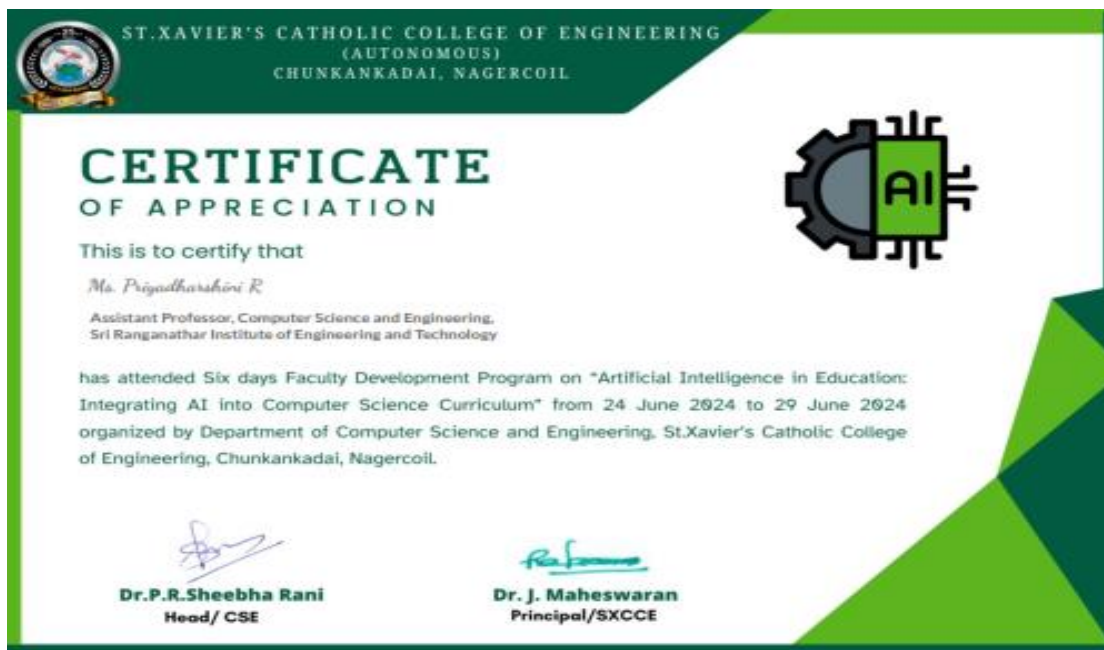 ST.XAVIER'S CATHOLIC COLLEGE OF ENGINEERING
(AUTONOMOUS)
CHUNKANKADAI, NAGERCOIL
25
CERTIFICATE
OF APPRECIATION
AI
This is to certify that
Ms. Priyadharshini R
Assistant Professor, Computer Science and Engineering,
Sri Ranganathar Institute of Engineering and Technology
has attended Six days Faculty Development Program on "Artificial Intelligence in Education:
Integrating AI into Computer Science Curriculum" from 24 June 2024 to 29 June 2024
organized by Department of Computer Science and Engineering, St.Xavier's Catholic College
of Engineering, Chunkankadai, Nagercoil.
Dr.P.R.Sheebha Rani
Head/ CSE
Dr. J. Maheswaran
Principal/SXCCE